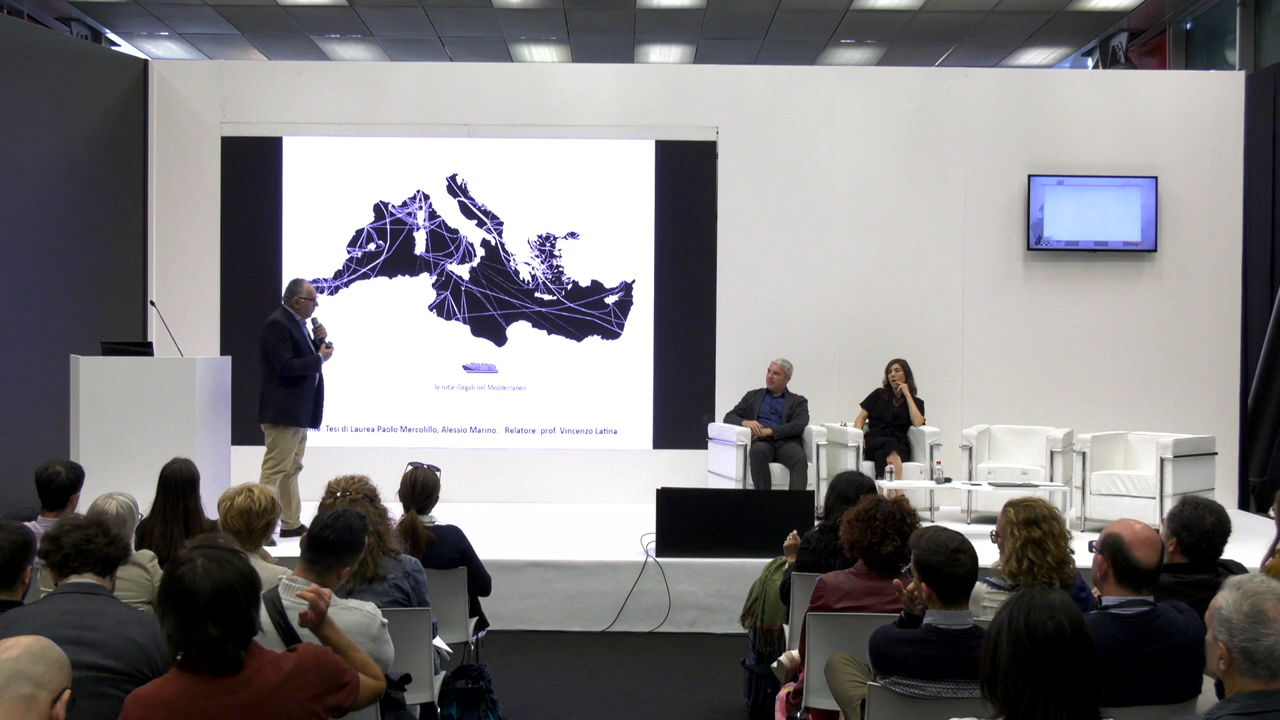 le rotte illegali nel Mediterraneo
Tesi di Laurea Paolo Mercolillo, Alessio Marino. Relatore prof. Vincenzo Latina